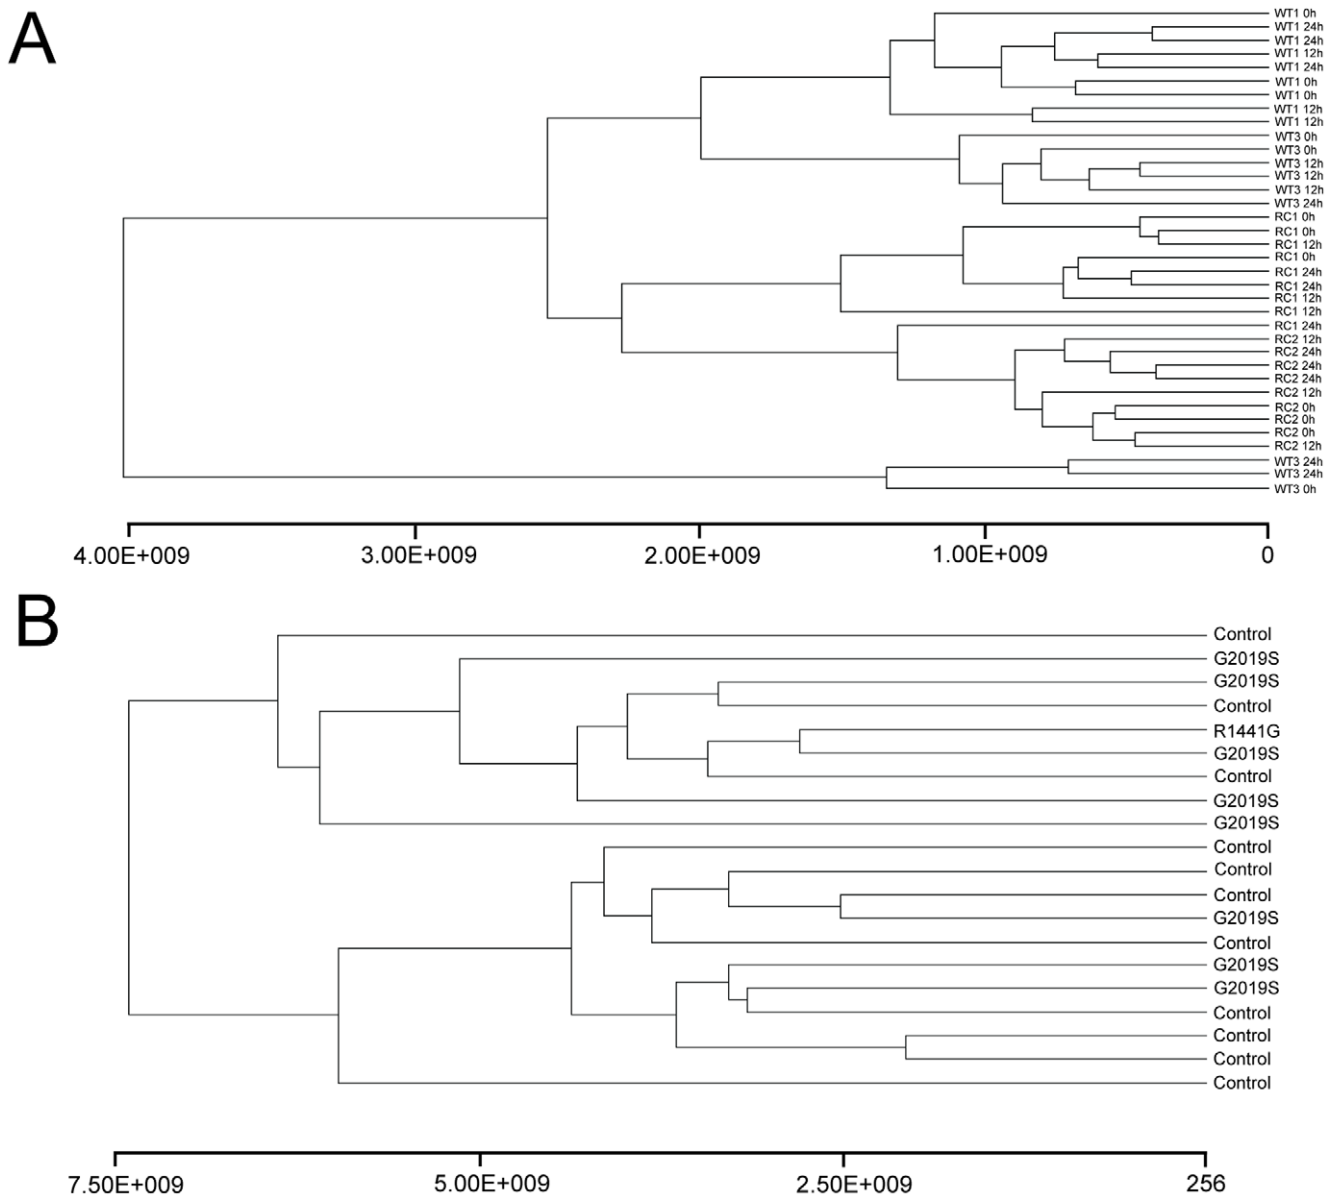 A
WT1 0h
WT1 24h
WT1 24h
WT1 12h
WT1 24h
WT1 0h
WT1 0h
WT1 12h
WT1 12h
WT3 0h
WT3 0h
WT3 12h
WT3 12h
WT3 12h
WT3 24h
RC1 0h
RC1 0h
RC1 12h
RC1 0h
RC1 24h
RC1 24h
RC1 12h
RC1 12h
RC1 24h
RC2 12h
RC2 24h
RC2 24h
RC2 24h
RC2 12h
RC2 0h
RC2 0h
RC2 0h
RC2 12h
WT3 24h
WT3 24h
WT3 0h
4.00E+009 3.00E+009 2.00E+009 1.00E+009 0
B
Control
G2019S
G2019S
Control
R1441G
G2019S
Control
G2019S
G2019S
Control
Control
Control
G2019S
Control
G2019S
G2019S
Control
Control
Control
Control
7.50E+009 5.00E+009 2.50E+009 256